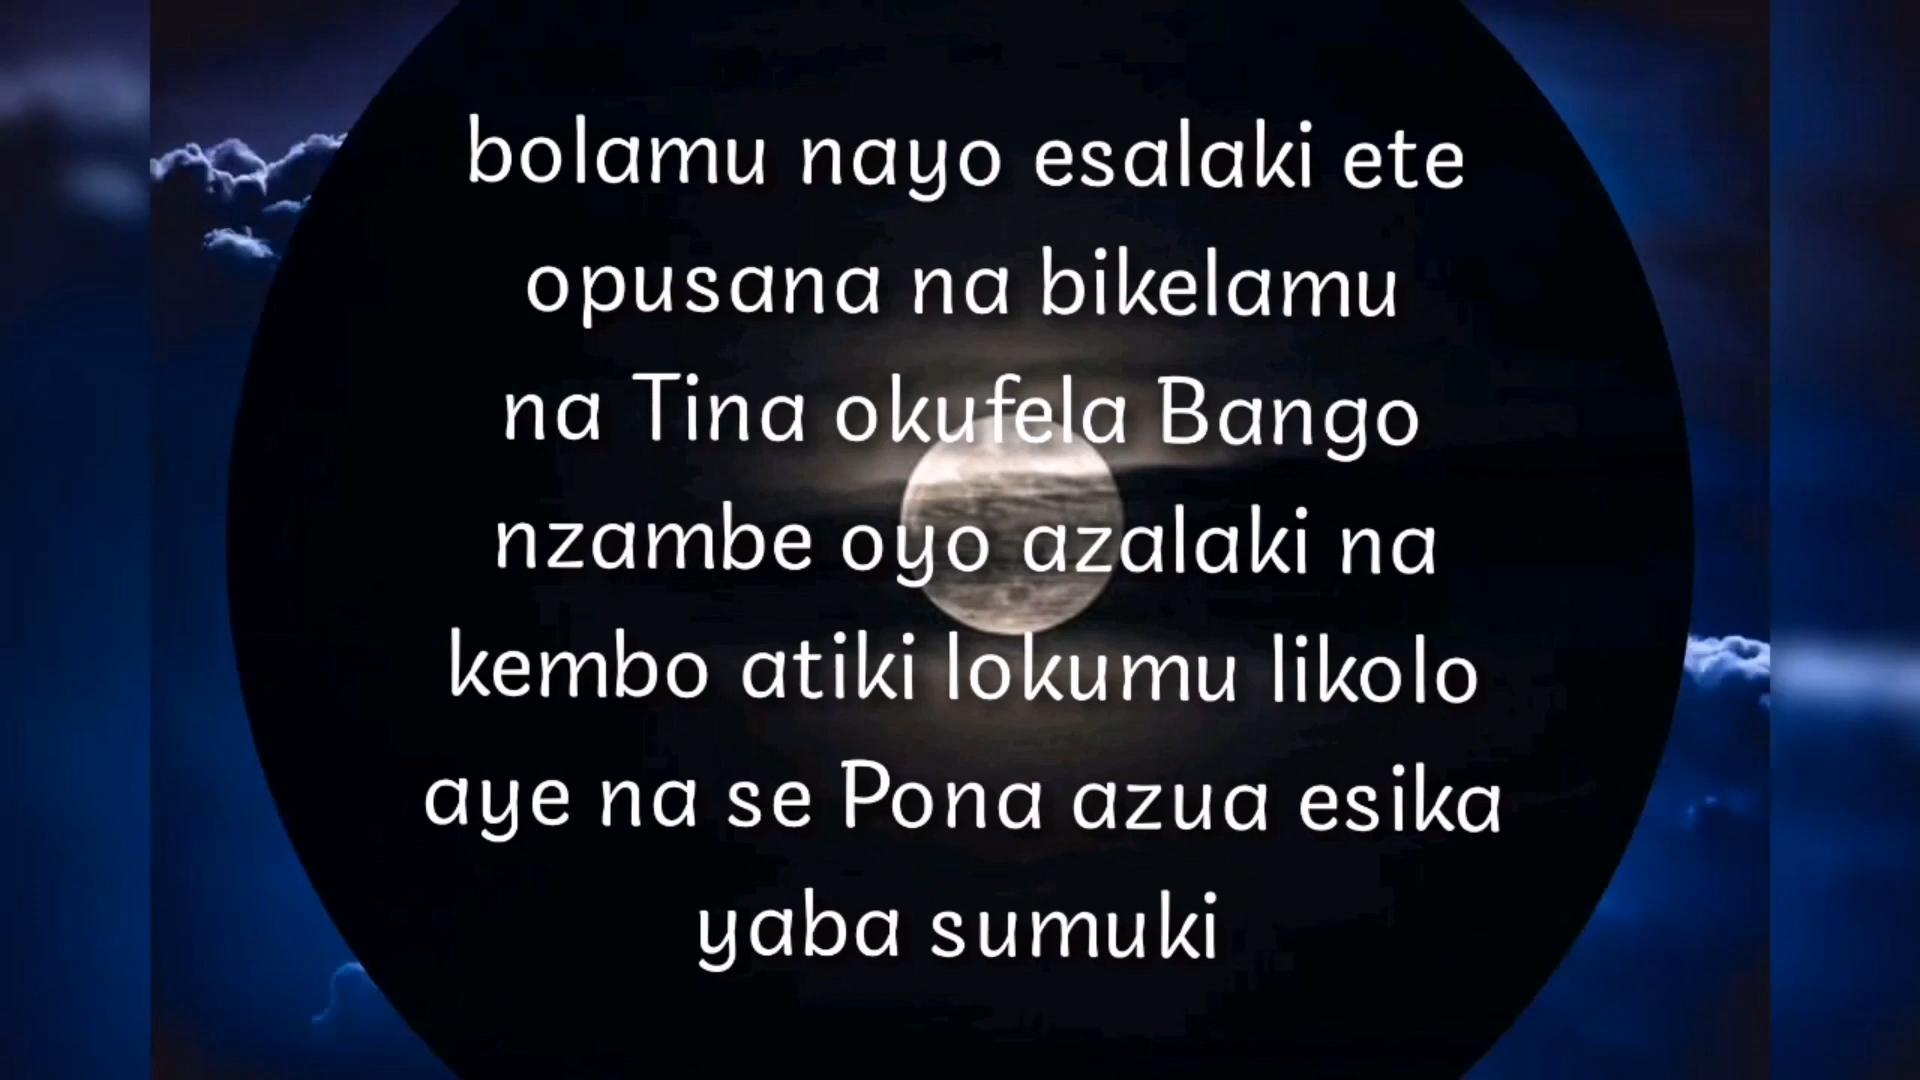 bolamu nayo esalaki ete
opusana na bikelamu
na Tina okufela Bango
nzambe oyo azalaki na
kembo atiki lokumu likolo
aye na se Pona azua esika
yaba sumuki